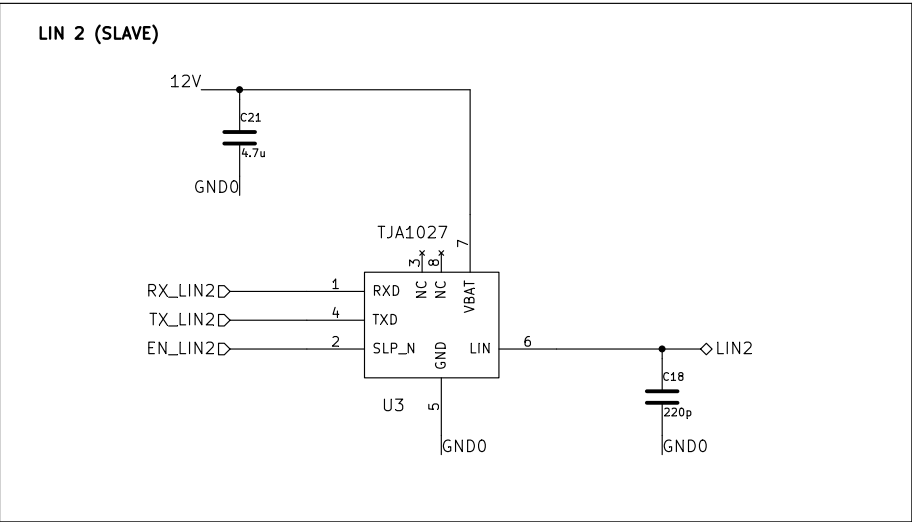 LIN 2 (SLAVE)
12V
C21
4.7u
GND0
TJA1027
7
3
8
RX_LIN2
1
RXD
NC
NC
VBAT
TX_LIN2
4
TXD
EN_LIN2
2
SLP_N
GND
LIN
6
LIN2
C18
220p
U3
5
GND0
GND0